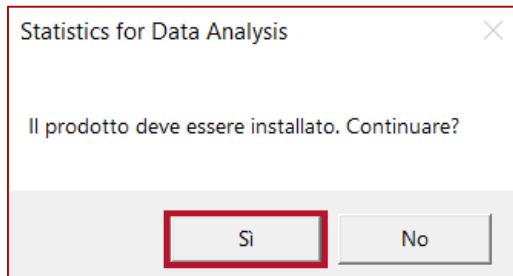 Statistics for Data Analysis
Il prodotto deve essere installato. Continuare?
Sì
No